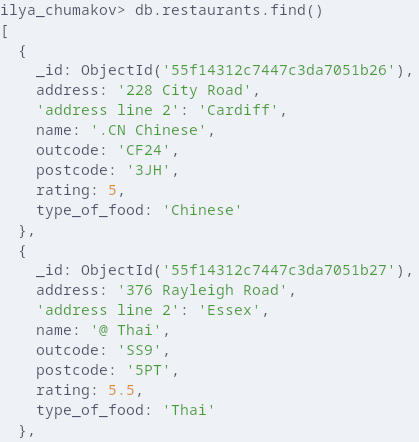 ilya_chumakov> db.restaurants.find()
[
  {
    _id: ObjectId('55f14312c7447c3da7051b26'),
    address: '228 City Road',
    'address line 2': 'Cardiff',
    name: '.CN Chinese',
    outcode: 'CF24',
    postcode: '3JH',
    rating: 5,
    type_of_food: 'Chinese'
  },
  {
    _id: ObjectId('55f14312c7447c3da7051b27'),
    address: '376 Rayleigh Road',
    'address line 2': 'Essex',
    name: '@ Thai',
    outcode: 'SS9',
    postcode: '5PT',
    rating: 5.5,
    type_of_food: 'Thai'
  },